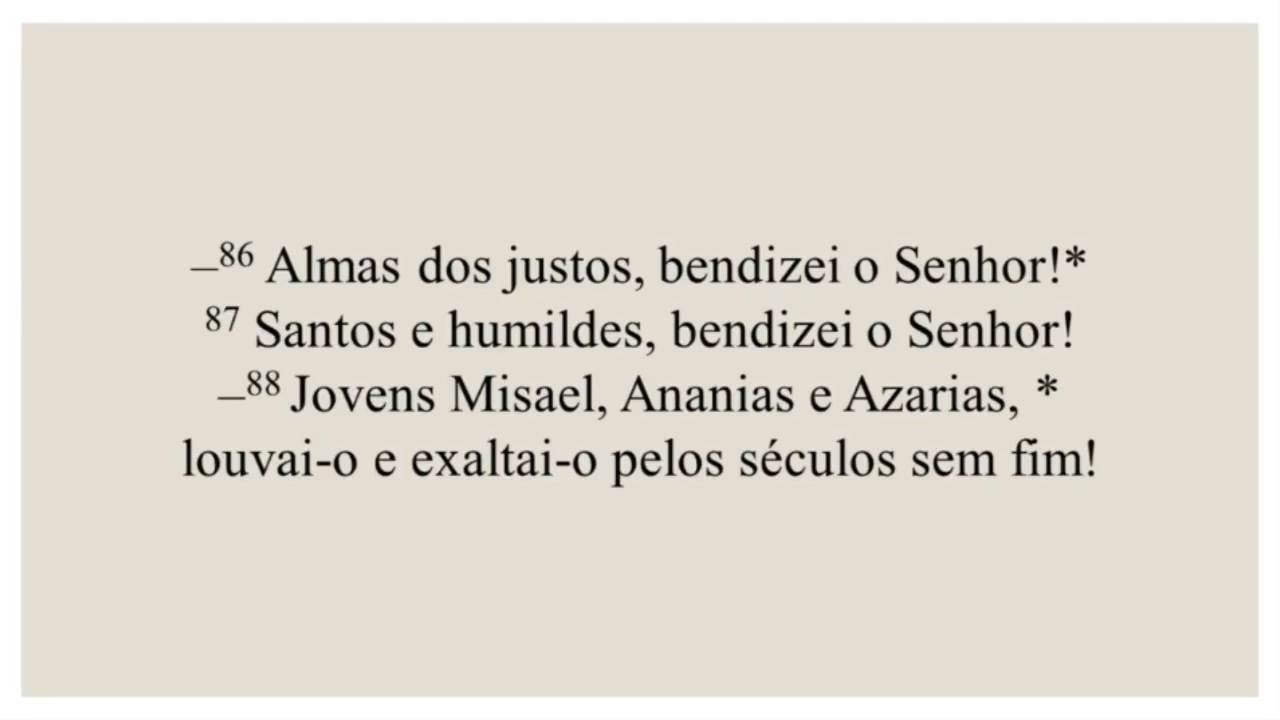 –⁸⁶ Almas dos justos, bendizei o Senhor!*
⁸⁷ Santos e humildes, bendizei o Senhor!
–⁸⁸ Jovens Misael, Ananias e Azarias, *
louvai-o e exaltai-o pelos séculos sem fim!